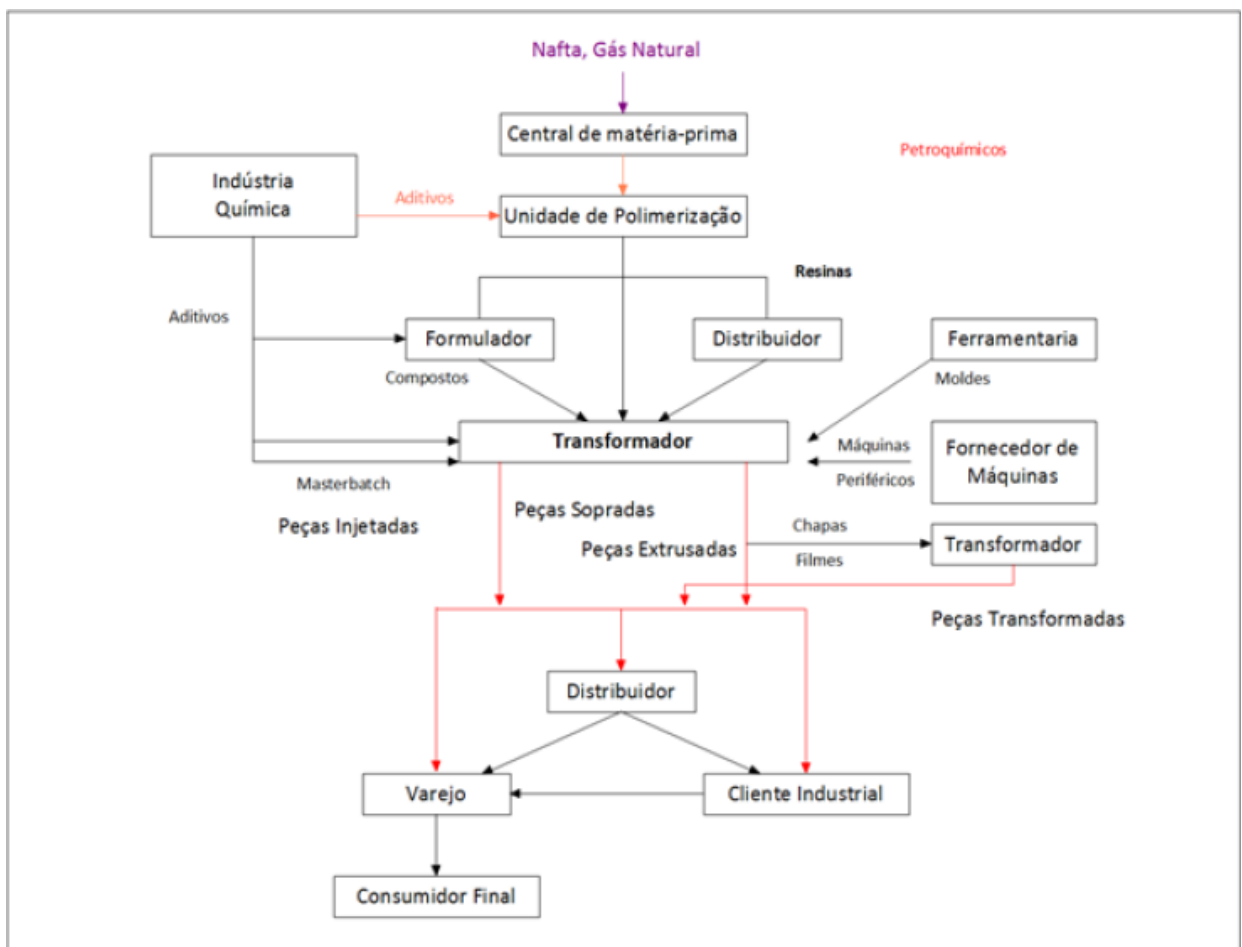 Nafta, Gás Natural
Central de matéria-prima
Petroquímicos
Indústria
Química
Aditivos
Unidade de Polimerização
Resinas
Aditivos
Formulador
Distribuidor
Ferramentaria
Compostos
Moldes
Transformador
Máquinas
Periféricos
Fornecedor de
Máquinas
Masterbatch
Peças Injetadas
Peças Sopradas
Peças Extrusadas
Chapas
Filmes
Transformador
Peças Transformadas
Distribuidor
Varejo
Cliente Industrial
Consumidor Final